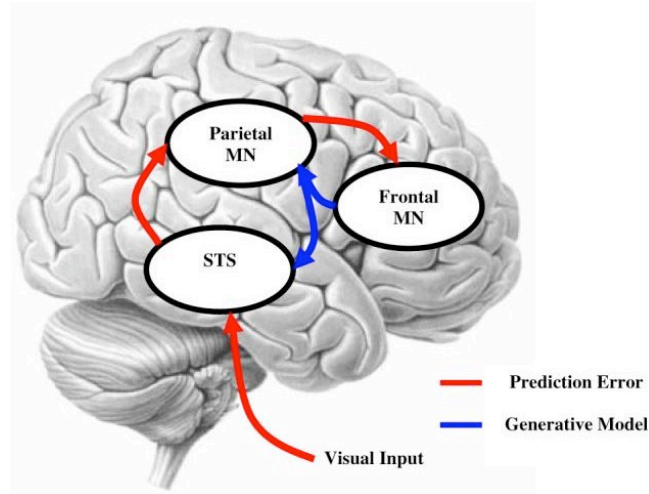 Parietal
MN
Frontal
MN
STS
Prediction Error
Generative Model
Visual Input